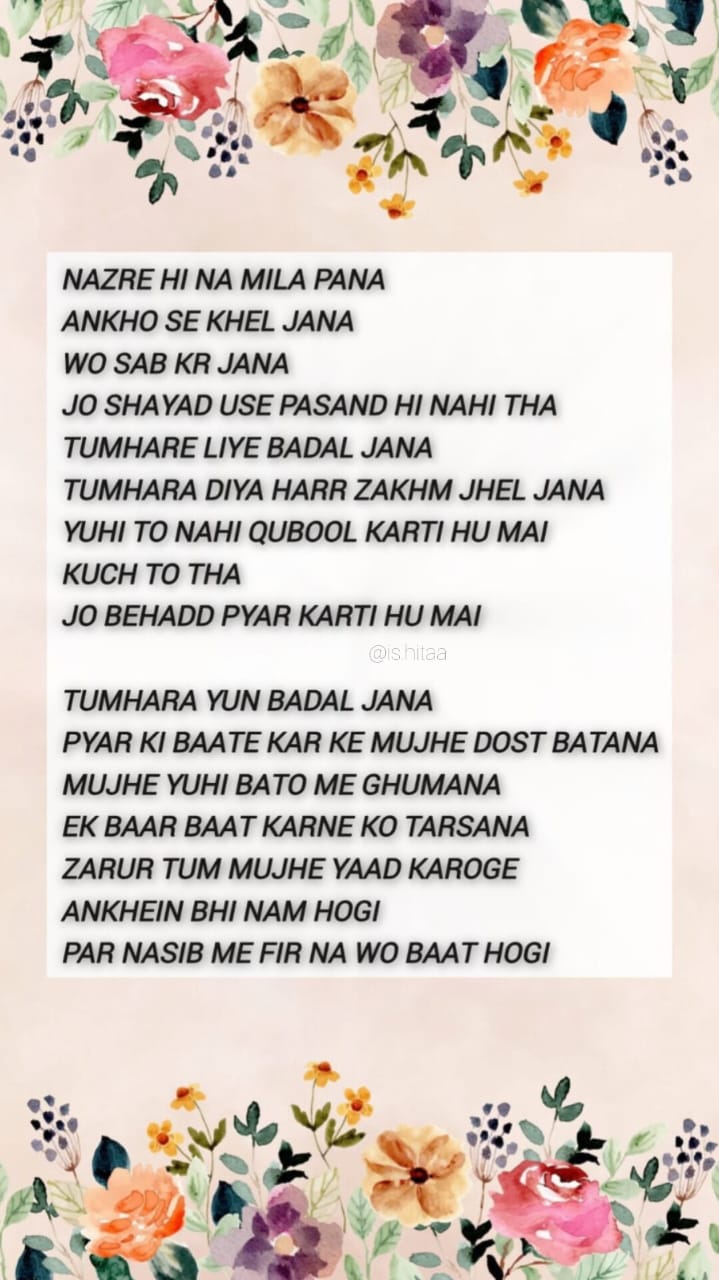 NAZRE HI NA MILA PANA
ANKHO SE KHEL JANA
WO SAB KR JANA
JO SHAYAD USE PASAND HI NAHI THA
TUMHARE LIYE BADAL JANA
TUMHARA DIYA HARR ZAKHM JHEL JANA
YUHI TO NAHI QUBOOL KARTI HU MAI
KUCH TO THA
JO BEHADD PYAR KARTI HU MAI
@is.hitaa
TUMHARA YUN BADAL JANA
PYAR KI BAATE KAR KE MUJHE DOST BATANA
MUJHE YUHI BATO ME GHUMANA
EK BAAR BAAT KARNE KO TARSANA
ZARUR TUM MUJHE YAAD KAROGE
ANKHEIN BHI NAM HOGI
PAR NASIB ME FIR NA WO BAAT HOGI